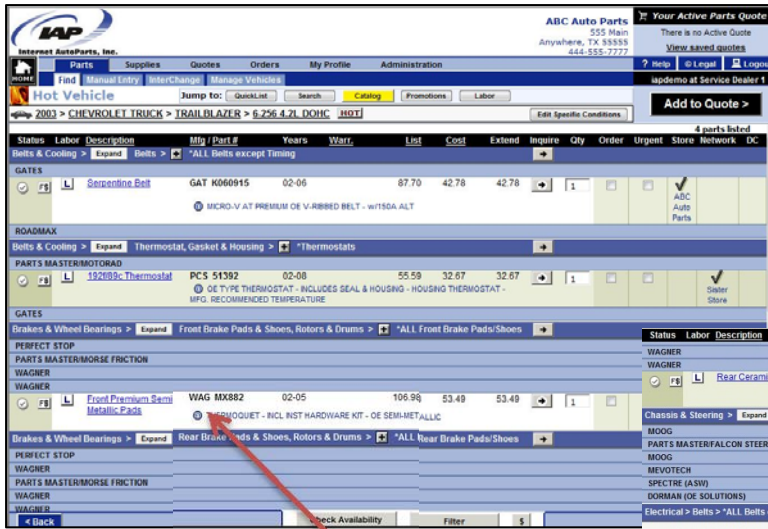 IAP
Internet AutoParts, Inc.
ABC Auto Parts
555 Main
Anywhere, TX 55555
444-555-7777
Your Active Parts Quote
There is no Active Quote
View saved quotes
HOME
Parts Supplies Quotes Orders My Profile Administration
? Help Legal Logou
Find Manual Entry InterChange Manage Vehicles
iapdemo at Service Dealer 1
Hot Vehicle Jump to: QuickList Search Catalog Promotions Labor
Add to Quote >
2003 > CHEVROLET TRUCK > TRAILBLAZER > 6.256 4.2L DOHC HOT Edit Specific Conditions
4 parts listed
Status Labor Description Mfg / Part # Years Warr. List Cost Extend Inquire Qty Order Urgent Store Network DC
Belts & Cooling > Expand Belts > + *ALL Belts except Timing
GATES
F$ L Serpentine Belt GAT K060915 02-06 87.70 42.78 42.78 1
ABC Auto Parts
MICRO-V AT PREMIUM OE V-RIBBED BELT - w/150A ALT
ROADMAX
Belts & Cooling > Expand Thermostat, Gasket & Housing > + *Thermostats
PARTS MASTER/MOTORAD
F$ L 192f/89c Thermostat PCS 51392 02-08 55.59 32.67 32.67 1
Sister Store
OE TYPE THERMOSTAT - INCLUDES SEAL & HOUSING - HOUSING THERMOSTAT -
MFG. RECOMMENDED TEMPERATURE
GATES
Brakes & Wheel Bearings > Expand Front Brake Pads & Shoes, Rotors & Drums > + *ALL Front Brake Pads/Shoes
PERFECT STOP
PARTS MASTER/MORSE FRICTION
WAGNER
WAGNER
F$ L Front Premium Semi Metallic Pads WAG MX882 02-05 106.98 53.49 53.49 1
THERMOQUIET - INCL INST HARDWARE KIT - OE SEMI-METALLIC
Brakes & Wheel Bearings > Expand Rear Brake Pads & Shoes, Rotors & Drums > + *ALL Rear Brake Pads/Shoes
PERFECT STOP
WAGNER
PARTS MASTER/MORSE FRICTION
WAGNER
WAGNER
< Back Check Availability Filter $
Status Labor Description
WAGNER
WAGNER
F$ L Rear Cerami
Chassis & Steering > Expand
MOOG
PARTS MASTER/FALCON STEER
MOOG
MEVOTECH
SPECTRE (ASW)
DORMAN (OE SOLUTIONS)
Electrical > Belts > *ALL Belts